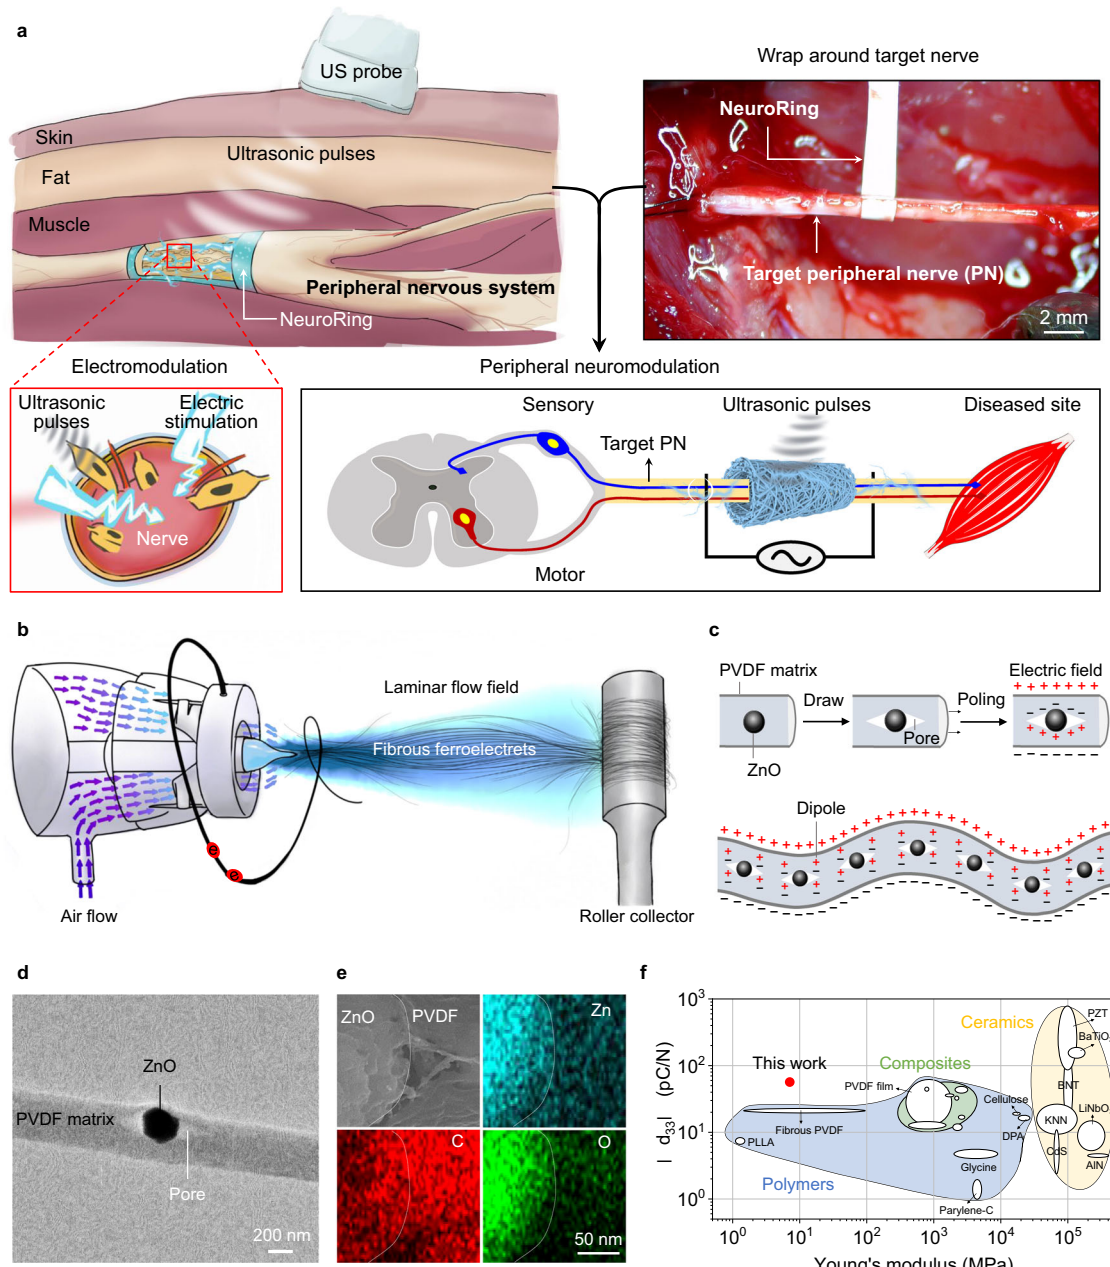 a
US probe
Skin
Ultrasonic pulses
Fat
Muscle
Peripheral nervous system
NeuroRing
Wrap around target nerve
NeuroRing
Target peripheral nerve (PN)
2 mm
Electromodulation
Ultrasonic
pulses
Electric
stimulation
Nerve
Peripheral neuromodulation
Sensory
Ultrasonic pulses
Diseased site
Target PN
Motor
b
Laminar flow field
Fibrous ferroelectrets
e
Air flow
Roller collector
c
PVDF matrix
Electric field
Draw
Poling
Pore
ZnO
Dipole
d
ZnO
PVDF matrix
Pore
200 nm
e
ZnO
PVDF
Zn
C
O
50 nm
f
| d33| (pC/N)
10³
10²
10¹
10⁰
Ceramics
PZT
BaTiO
This work
Composites
PVDF film
BNT
Cellulose
LiNbO
Fibrous PVDF
KNN
DPA
PLLA
CdS
Glycine
AlN
Polymers
Parylene-C
10⁰
10¹
10²
10³
10⁴
10⁵
Young's modulus (MPa)